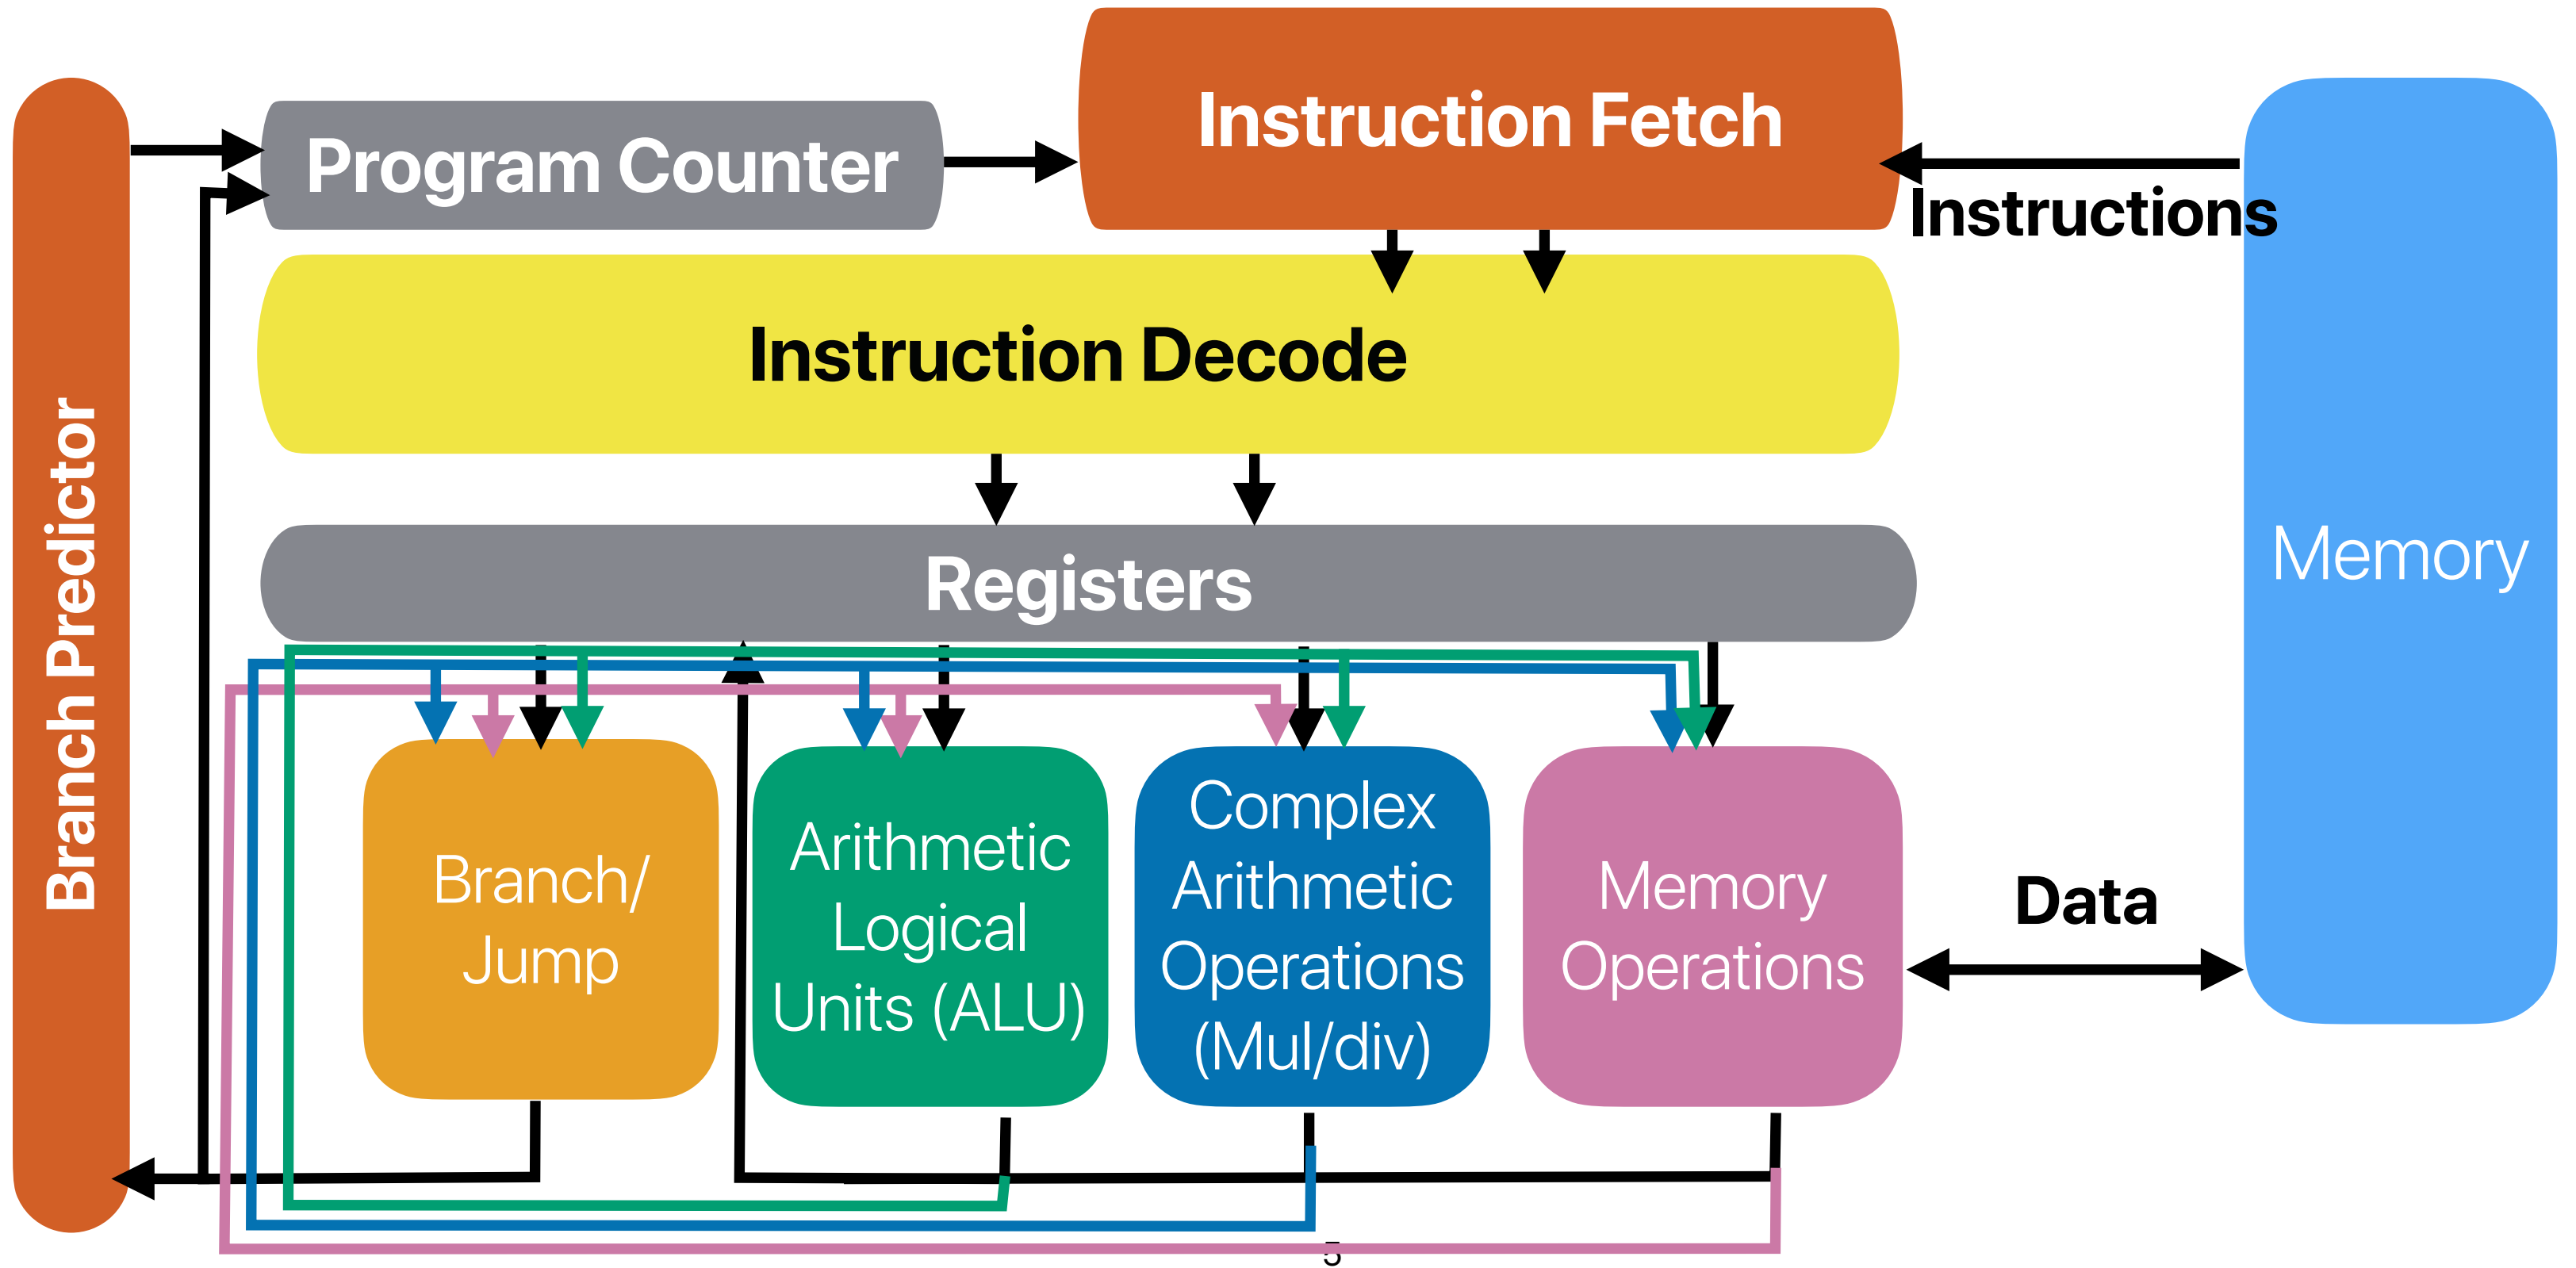 Instruction Fetch
Program Counter
Instructions
Instruction Decode
Branch Predictor
Registers
Memory
Branch/
Jump
Arithmetic
Logical
Units (ALU)
Complex
Arithmetic
Operations
(Mul/div)
Memory
Operations
Data
5